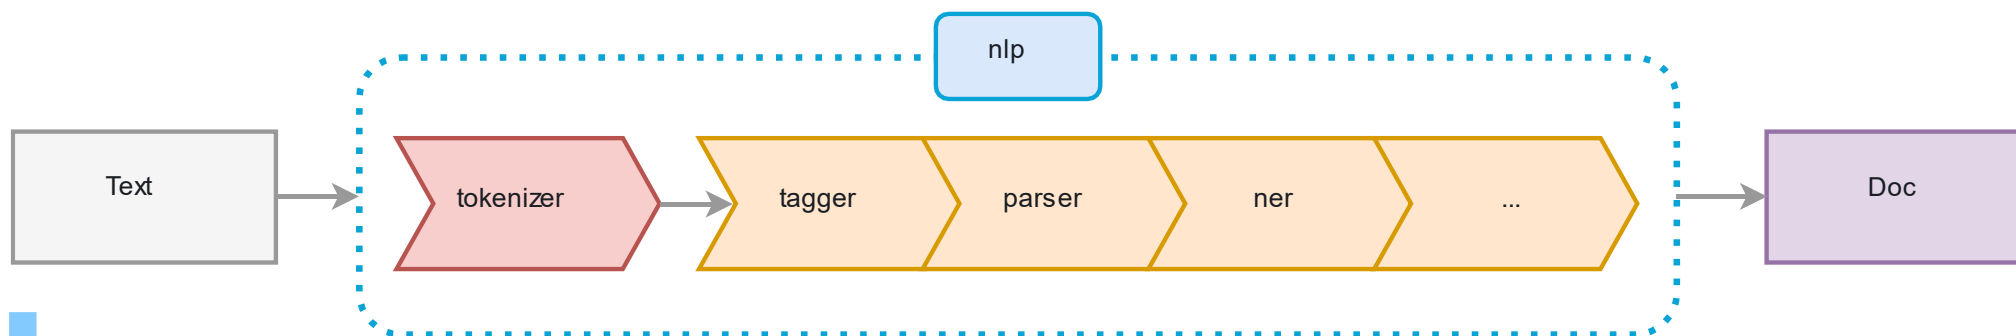 nlp
Text
tokenizer
tagger
parser
ner
...
Doc